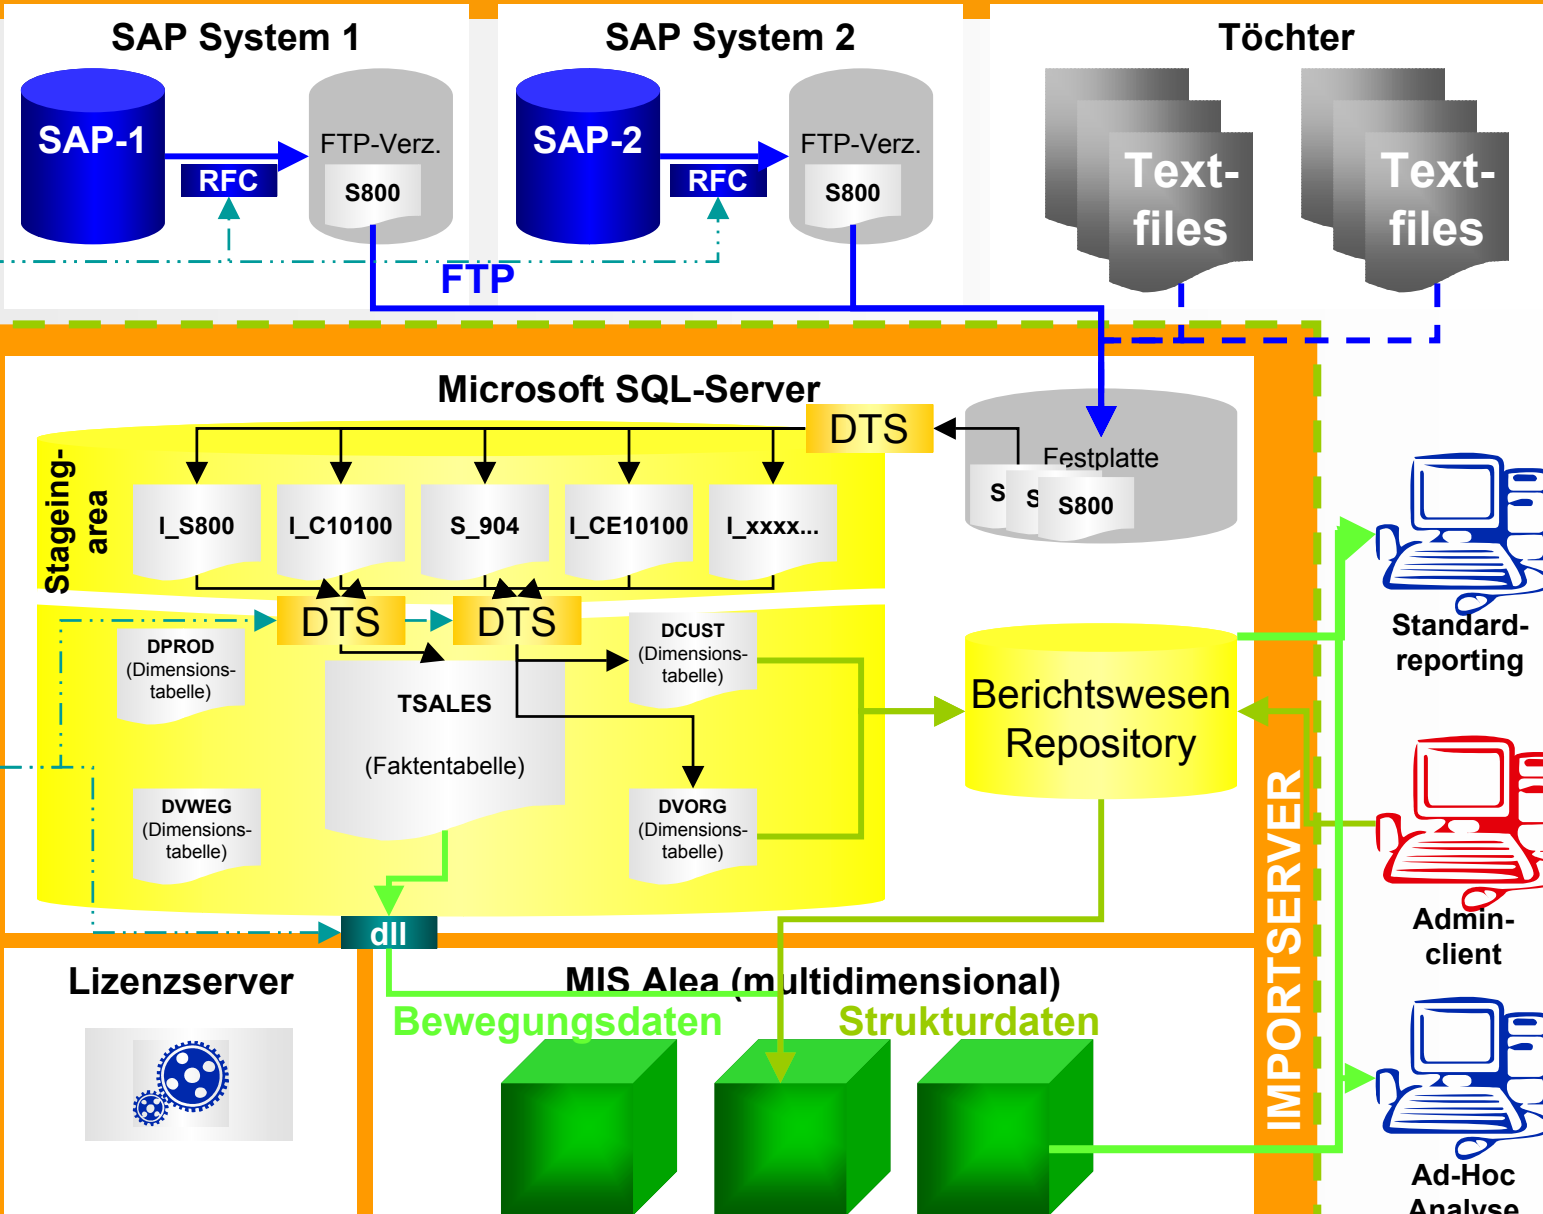 SAP System 1
SAP System 2
Töchter
SAP-1
RFC
FTP-Verz.
S800
SAP-2
RFC
FTP-Verz.
S800
Text-
files
Text-
files
FTP
Microsoft SQL-Server
DTS
Festplatte
S
S
S800
Stageing-
area
I_S800
I_C10100
S_904
I_CE10100
I_xxxx...
DTS
DTS
DPROD
(Dimensions-
tabelle)
TSALES
(Faktentabelle)
DCUST
(Dimensions-
tabelle)
DVWEG
(Dimensions-
tabelle)
DVORG
(Dimensions-
tabelle)
Berichtswesen
Repository
Standard-
reporting
Admin-
client
IMPORTSERVER
dll
Lizenzserver
MIS Alea (multidimensional)
Bewegungsdaten
Strukturdaten
Ad-Hoc
Analyse